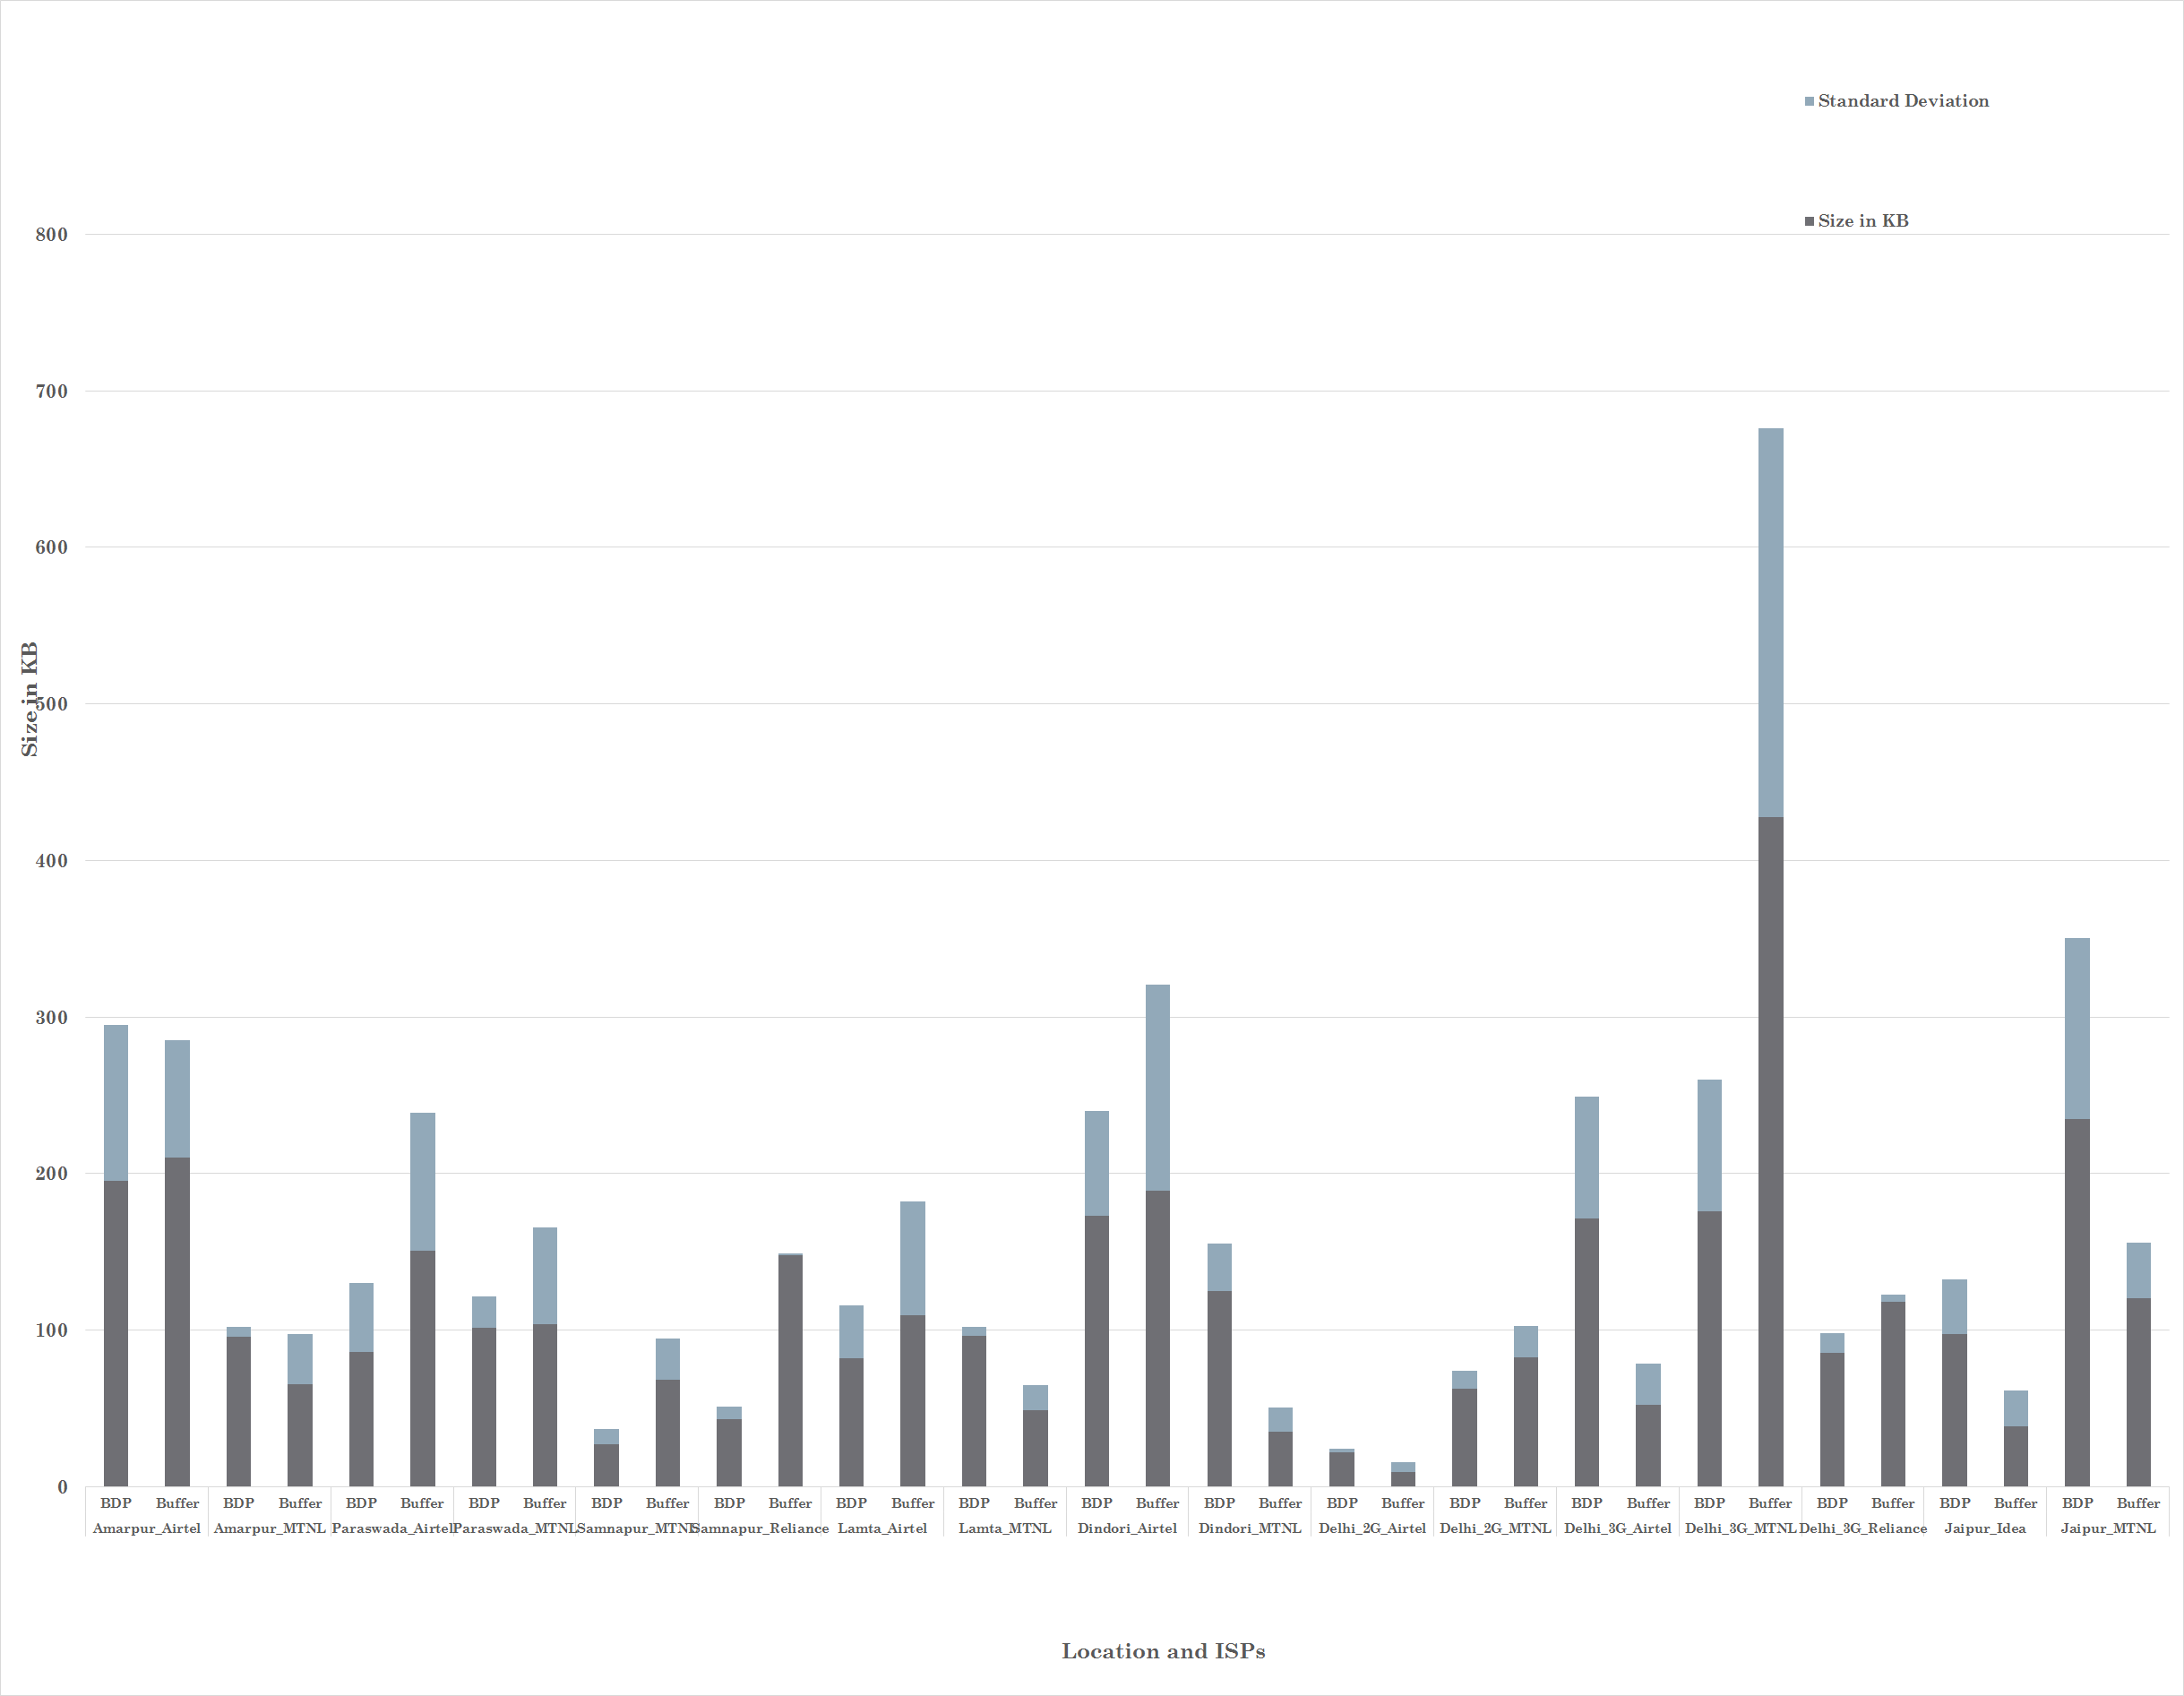 Standard Deviation
Size in KB
800
700
600
500
400
300
200
100
0
Size in KB
BDP Buffer BDP Buffer BDP Buffer BDP Buffer BDP Buffer BDP Buffer BDP Buffer BDP Buffer BDP Buffer BDP Buffer BDP Buffer BDP Buffer BDP Buffer BDP Buffer BDP Buffer BDP Buffer BDP Buffer
Amarpur_Airtel Amarpur_MTNL Paraswada_Airtel Paraswada_MTNL Samnapur_MTNL Samnapur_Reliance Lamta_Airtel Lamta_MTNL Dindori_Airtel Dindori_MTNL Delhi_2G_Airtel Delhi_2G_MTNL Delhi_3G_Airtel Delhi_3G_MTNL Delhi_3G_Reliance Jaipur_Idea Jaipur_MTNL
Location and ISPs